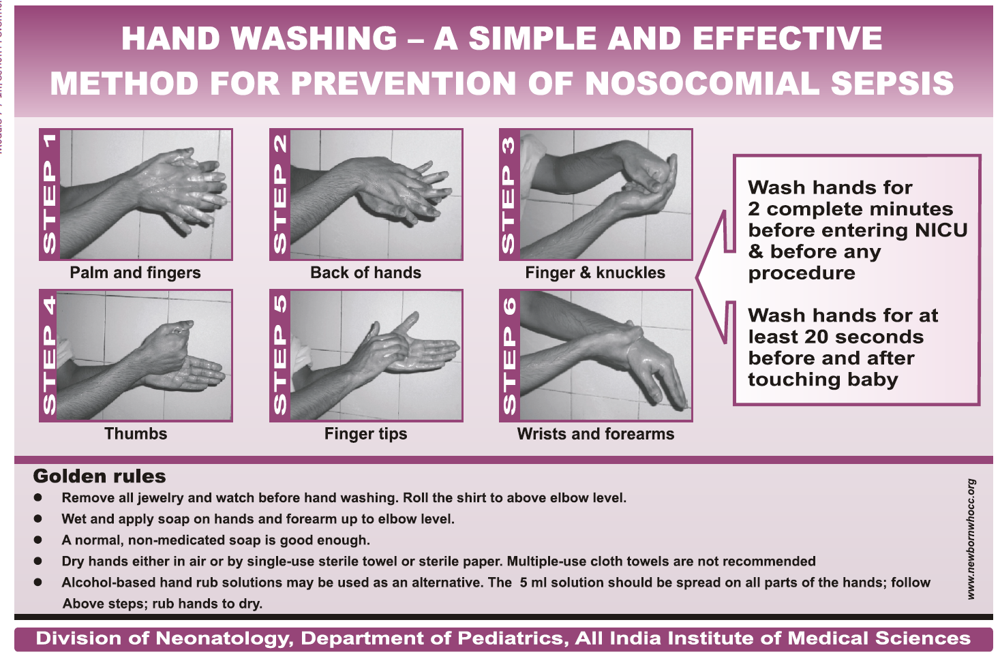 HAND WASHING – A SIMPLE AND EFFECTIVE
METHOD FOR PREVENTION OF NOSOCOMIAL SEPSIS
STEP 1
Palm and fingers
STEP 2
Back of hands
STEP 3
Finger & knuckles
STEP 4
Thumbs
STEP 5
Finger tips
STEP 6
Wrists and forearms
Wash hands for
2 complete minutes
before entering NICU
& before any
procedure
Wash hands for at
least 20 seconds
before and after
touching baby
Golden rules
● Remove all jewelry and watch before hand washing. Roll the shirt to above elbow level.
● Wet and apply soap on hands and forearm up to elbow level.
● A normal, non-medicated soap is good enough.
● Dry hands either in air or by single-use sterile towel or sterile paper. Multiple-use cloth towels are not recommended
● Alcohol-based hand rub solutions may be used as an alternative. The 5 ml solution should be spread on all parts of the hands; follow
Above steps; rub hands to dry.
www.newbornwhocc.org
Division of Neonatology, Department of Pediatrics, All India Institute of Medical Sciences